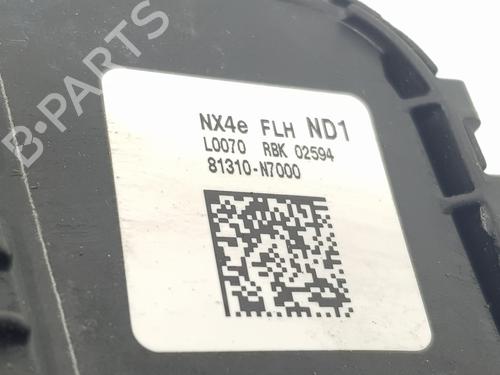 B-PARTS
NX4e FLH ND1
L0070 RBK 02594
81310-N7000